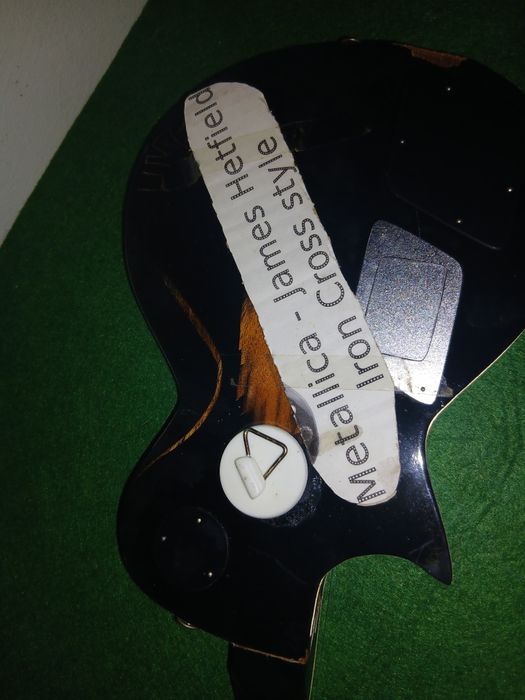 Metallica - James Hetfield
Iron Cross style